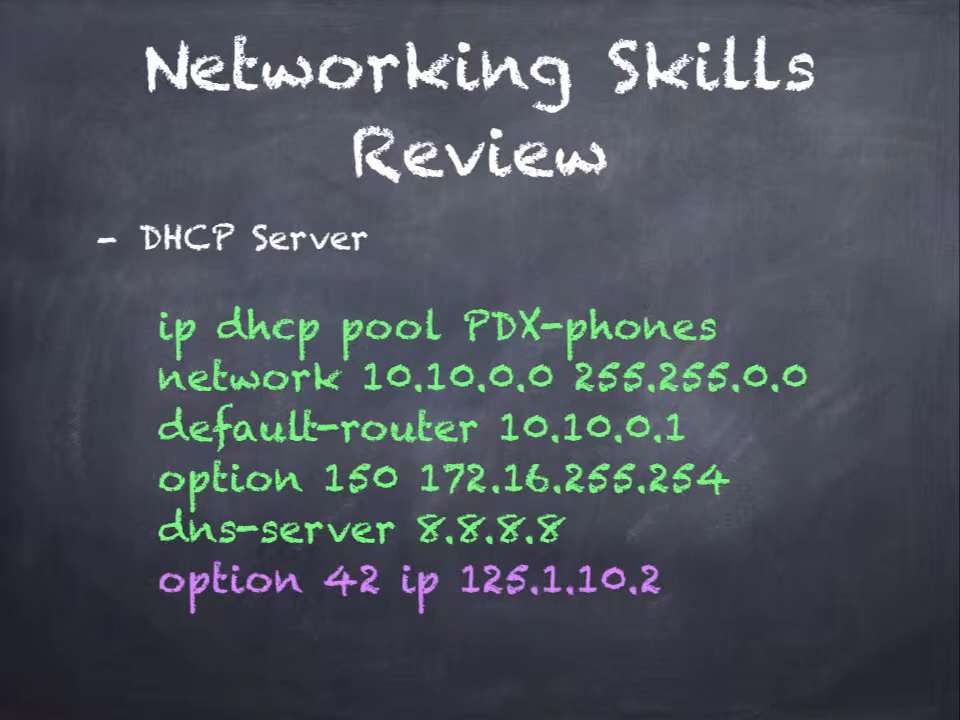 Networking Skills
Review
- DHCP Server
ip dhcp pool PDX-phones
network 10.10.0.0 255.255.0.0
default-router 10.10.0.1
option 150 172.16.255.254
dns-server 8.8.8.8
option 42 ip 125.1.10.2